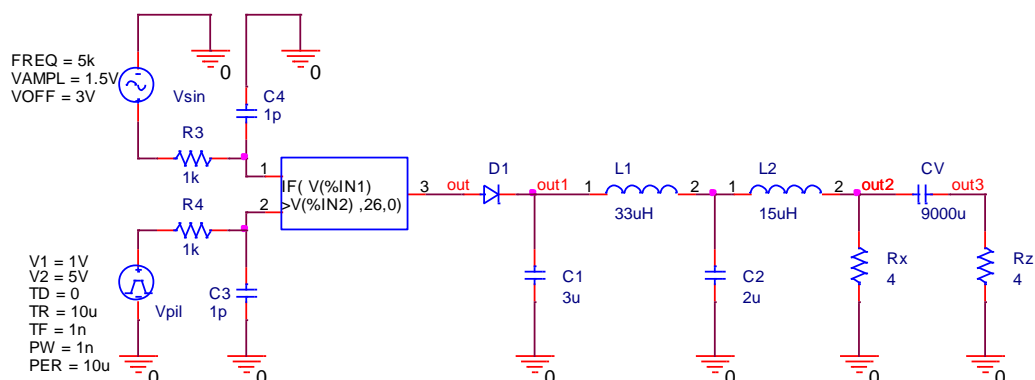 FREQ = 5k
VAMPL = 1.5V
VOFF = 3V
Vsin
0
0
C4
1p
R3
1k
1
IF( V(%IN1)
>V(%IN2) ,26,0)
2
3
out
D1
out1
1
L1
2
33uH
1
L2
2
15uH
out2
CV
out3
9000u
R4
1k
V1 = 1V
V2 = 5V
TD = 0
TR = 10u
TF = 1n
PW = 1n
PER = 10u
Vpil
C3
1p
C1
3u
C2
2u
Rx
4
Rz
4
0
0
0
0
0
0